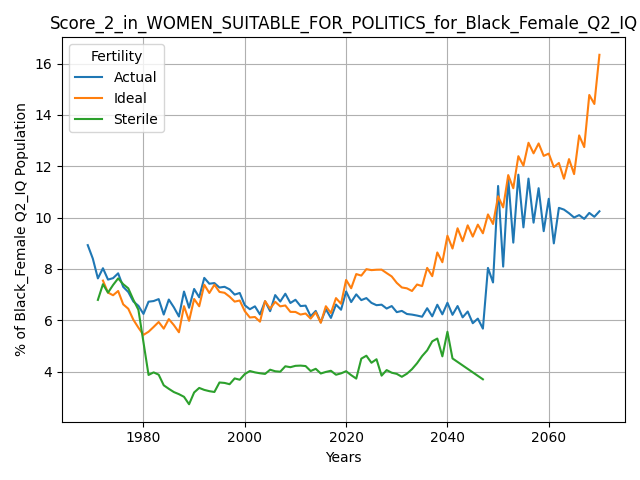 Score_2_in_WOMEN_SUITABLE_FOR_POLITICS_for_Black_Female_Q2_IQ
Fertility
Actual
Ideal
Sterile
% of Black_Female Q2_IQ Population
16
14
12
10
8
6
4
1980
2000
2020
2040
2060
Years